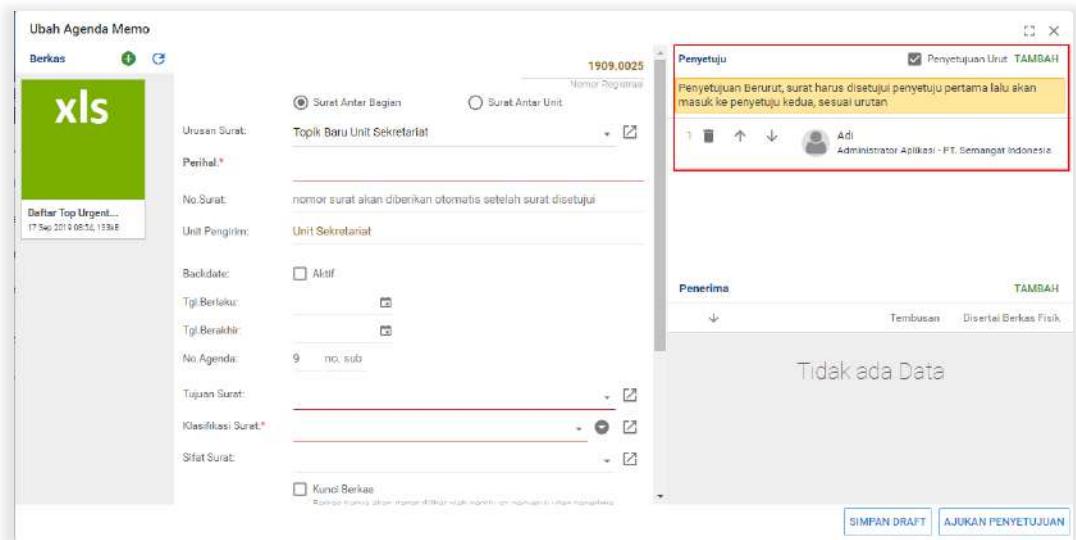 Ubah Agenda Memo
Berkas
xls
Daftar Top Urgent...
17 Sep 2019 08:54, 133kB
1909.0025
Nomor Registrasi
Surat Antar Bagian
Surat Antar Unit
Urusan Surat:
Topik Baru Unit Sekretariat
Perihal:*
No.Surat:
nomor surat akan diberikan otomatis setelah surat disetujui
Unit Pengirim:
Unit Sekretariat
Backdate:
Aktif
Tgl.Berlaku:
Tgl.Berakhir:
No.Agenda:
9 no. sub
Tujuan Surat:
Klasifikasi Surat:*
Sifat Surat:
Kunci Berkas
Penyetuju
Penyetujuan Urut TAMBAH
Penyetujuan Berurut, surat harus disetujui penyetuju pertama lalu akan
masuk ke penyetuju kedua, sesuai urutan
1
Adi
Administrator Aplikasi - PT. Semangat Indonesia
Penerima
TAMBAH
Tembusan
Disertai Berkas Fisik
Tidak ada Data
SIMPAN DRAFT
AJUKAN PENYETUJUAN